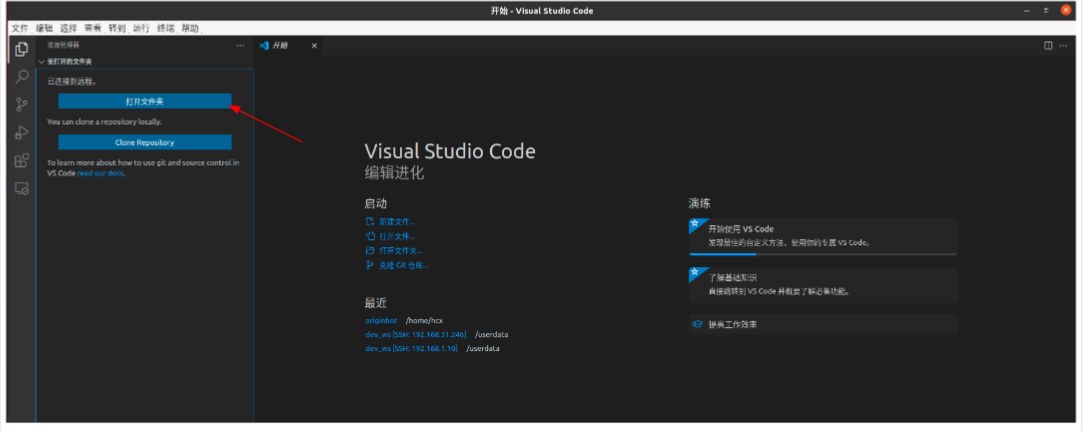 开始 - Visual Studio Code
文件 编辑 选择 查看 转到 运行 终端 帮助
资源管理器 ...
开始
无打开的文件夹
已连接到远程。
打开文件夹
You can clone a repository locally.
Clone Repository
To learn more about how to use git and source control in
VS Code read our docs.
Visual Studio Code
编辑进化
启动
新建文件...
打开文件...
打开文件夹...
克隆 Git 仓库...
最近
originbot /home/hcx
dev_ws [SSH: 192.168.31.246] /userdata
dev_ws [SSH: 192.168.1.10] /userdata
演练
开始使用 VS Code
发现最佳的自定义方法，使用你的专属 VS Code。
了解基础知识
直接跳转到 VS Code 并概要了解必备功能。
提高工作效率